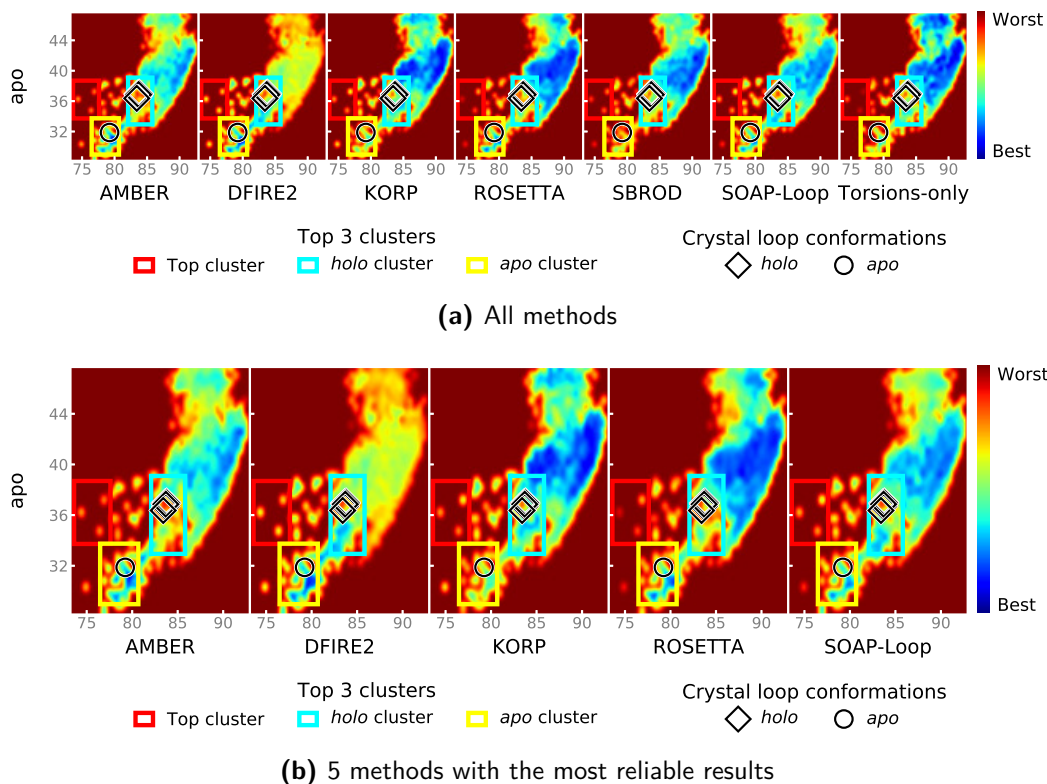 44
40
36
32
apo
Worst
Best
75 80 85 90 75 80 85 90 75 80 85 90 75 80 85 90 75 80 85 90 75 80 85 90 75 80 85 90
AMBER DFIRE2 KORP ROSETTA SBROD SOAP-Loop Torsions-only
Top 3 clusters Crystal loop conformations
Top cluster holo cluster apo cluster holo apo
(a) All methods
44
40
36
32
apo
Worst
Best
75 80 85 90 75 80 85 90 75 80 85 90 75 80 85 90 75 80 85 90
AMBER DFIRE2 KORP ROSETTA SOAP-Loop
Top 3 clusters Crystal loop conformations
Top cluster holo cluster apo cluster holo apo
(b) 5 methods with the most reliable results